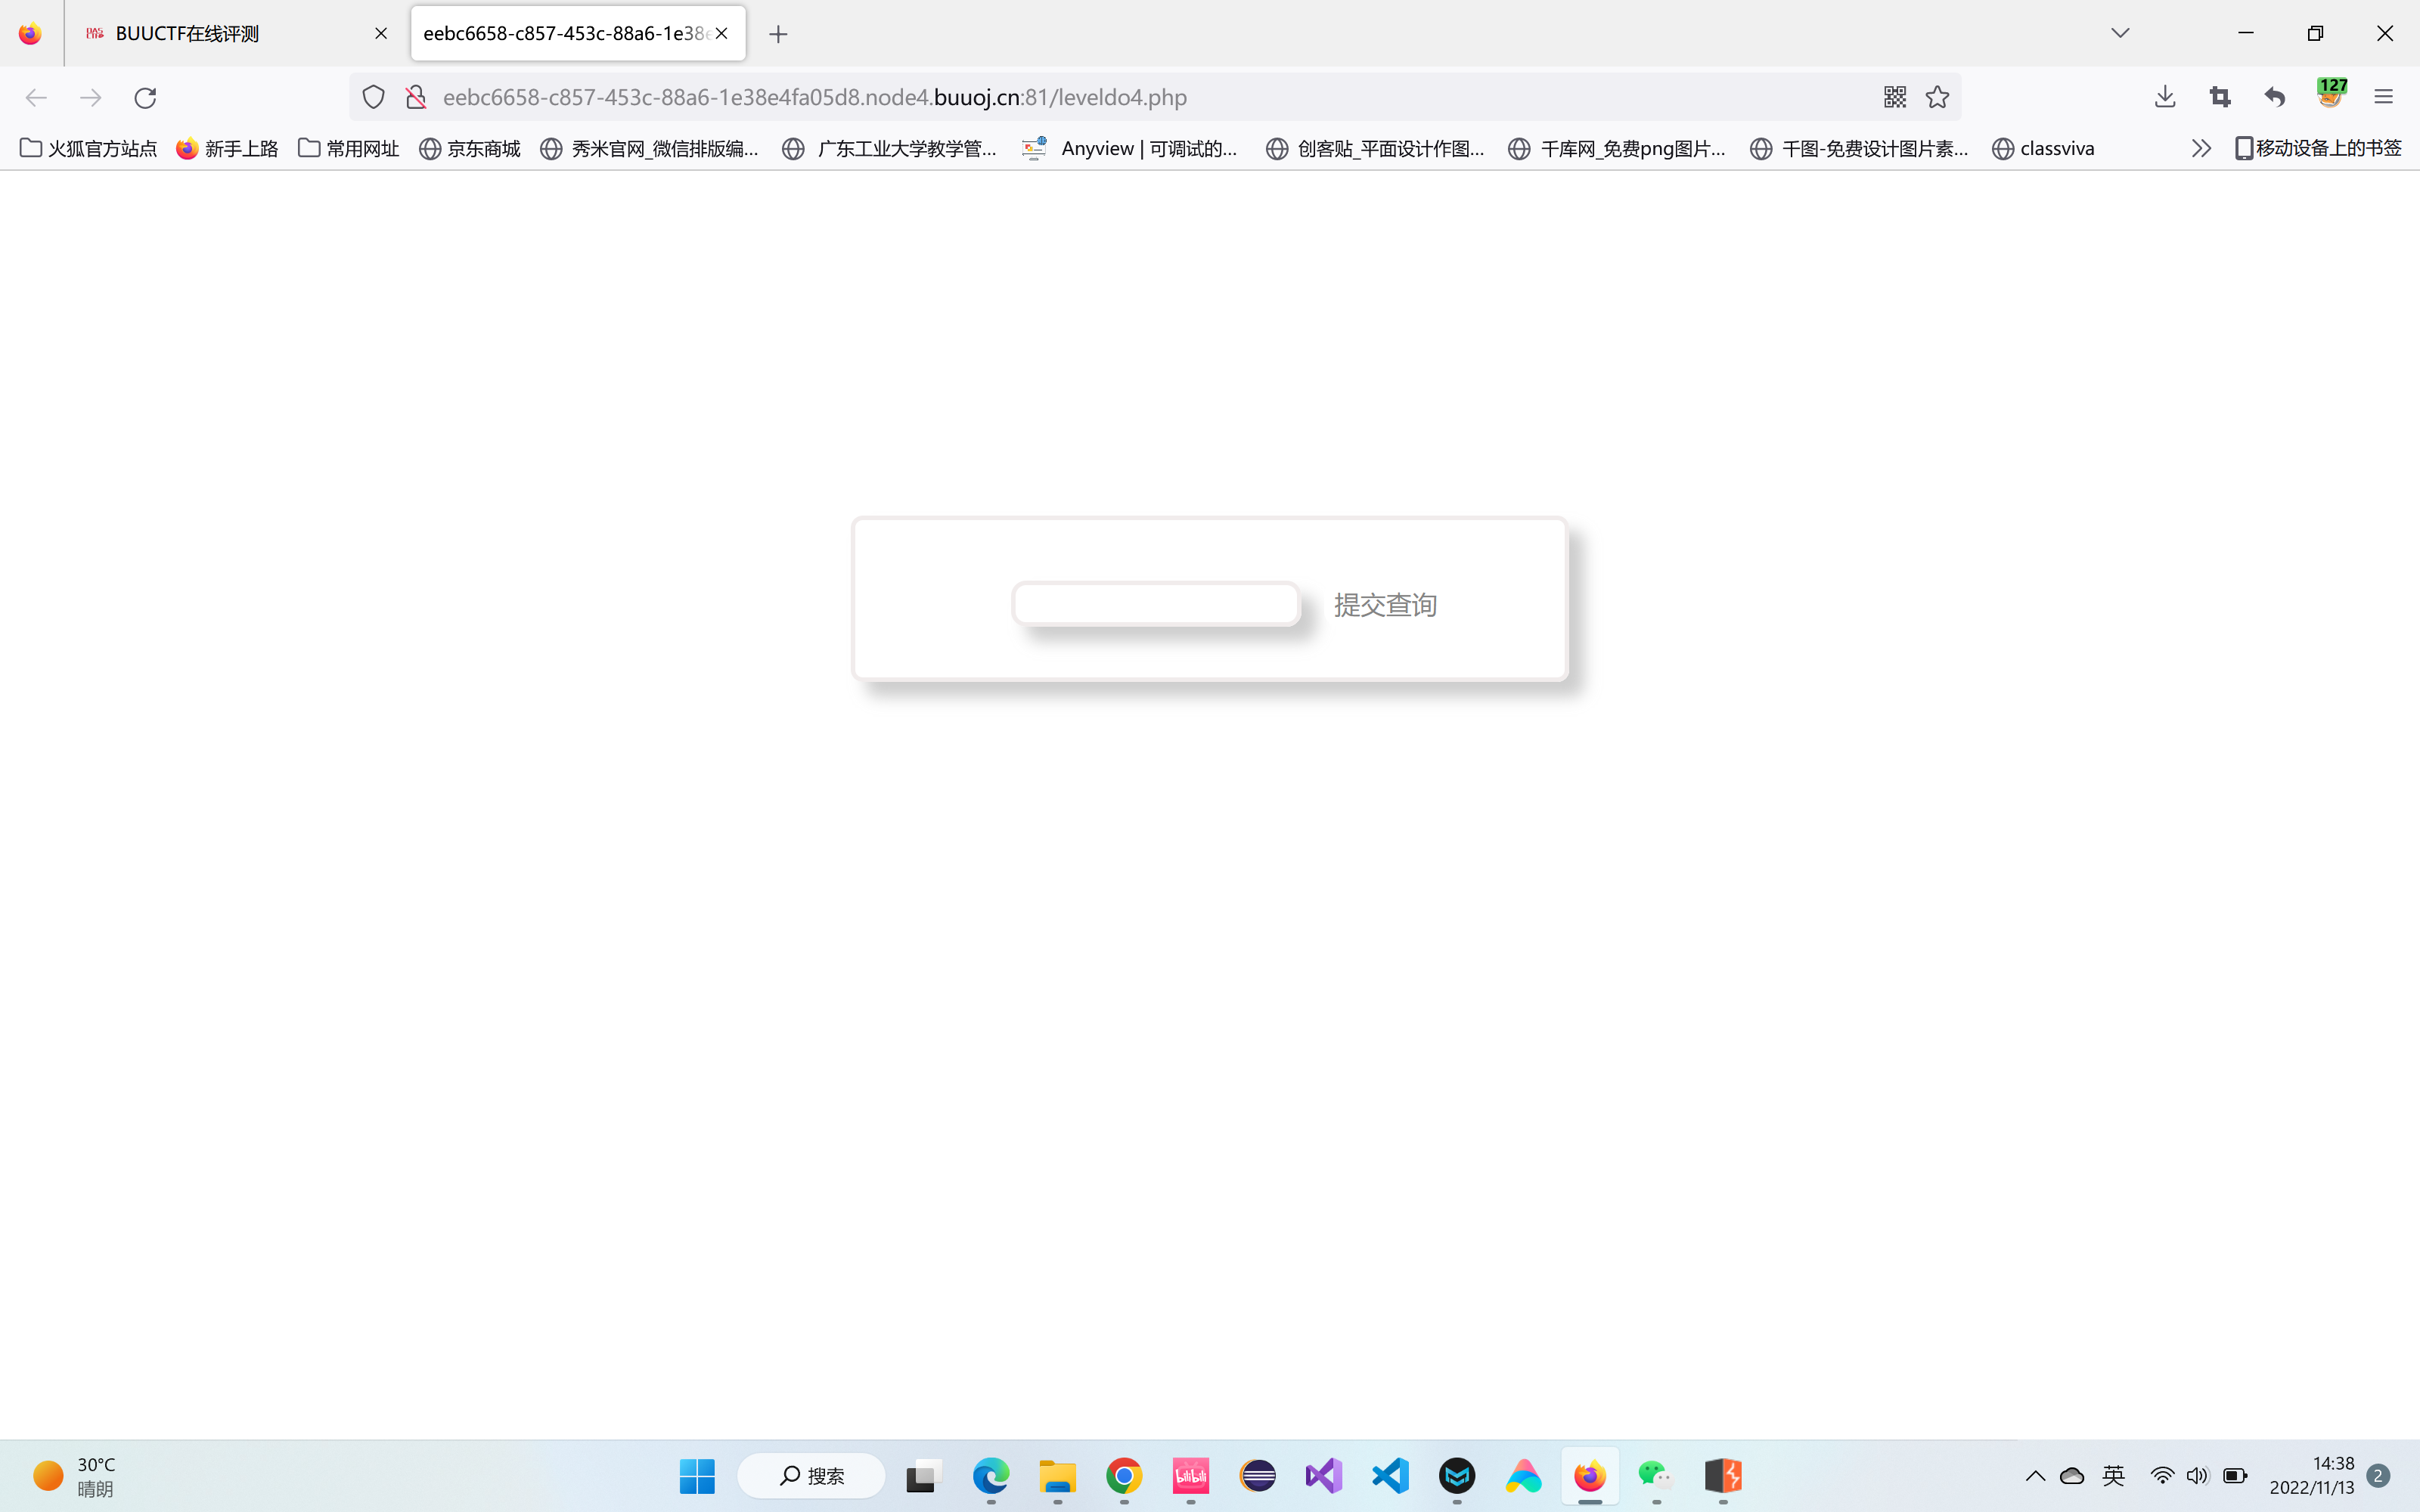 BUUCTF在线评测
eebc6658-c857-453c-88a6-1e38e
eebc6658-c857-453c-88a6-1e38e4fa05d8.node4.buuoj.cn:81/leveldo4.php
127
火狐官方站点 新手上路 常用网址 京东商城 秀米官网_微信排版编... 广东工业大学教学管... Anyview | 可调试的... 创客贴_平面设计作图... 千库网_免费png图片... 千图-免费设计图片素... classviva 移动设备上的书签
提交查询
30°C
晴朗
搜索
bilibili
英
14:38
2022/11/13
2